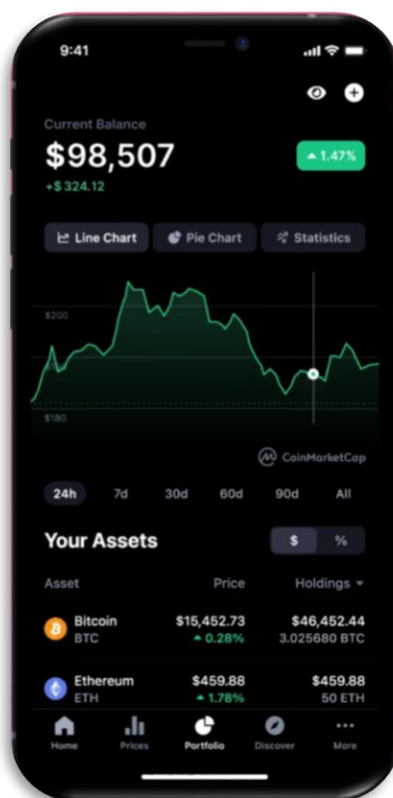 9:41
Current Balance
$98,507
▲ 1.47%
+$ 324.12
Line Chart
Pie Chart
Statistics
$200
$180
CoinMarketCap
24h 7d 30d 60d 90d All
Your Assets
$ %
Asset Price Holdings
Bitcoin $15,452.73 $46,452.44
BTC ▲ 0.28% 3.025680 BTC
Ethereum $459.88 $459.88
ETH ▲ 1.78% 50 ETH
Home Prices Portfolio Discover More